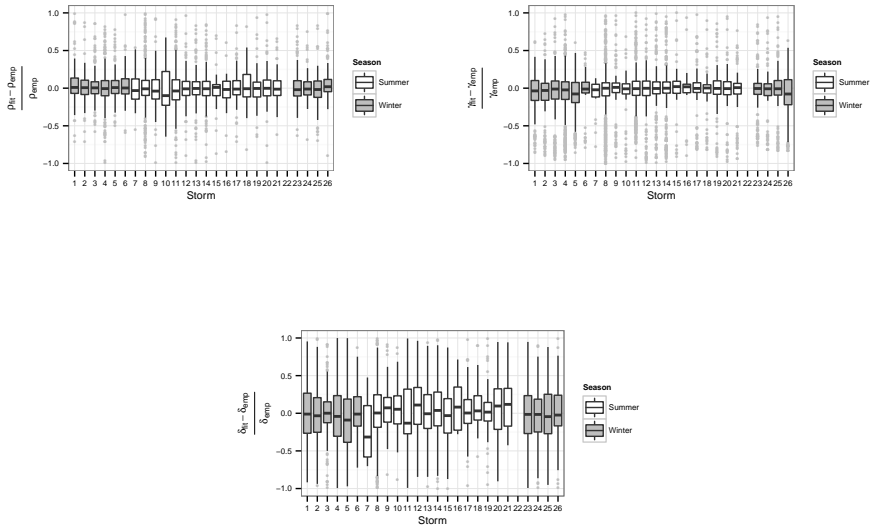 1.0
0.5
0.0
−0.5
−1.0
ρfit − ρemp
ρemp
1 2 3 4 5 6 7 8 9 10 11 12 13 14 15 16 17 18 19 20 21 22 23 24 25 26
Storm
Season
Summer
Winter
1.0
0.5
0.0
−0.5
−1.0
γfit − γemp
γemp
1 2 3 4 5 6 7 8 9 10 11 12 13 14 15 16 17 18 19 20 21 22 23 24 25 26
Storm
Season
Summer
Winter
1.0
0.5
0.0
−0.5
−1.0
δfit − δemp
δemp
1 2 3 4 5 6 7 8 9 10 11 12 13 14 15 16 17 18 19 20 21 22 23 24 25 26
Storm
Season
Summer
Winter